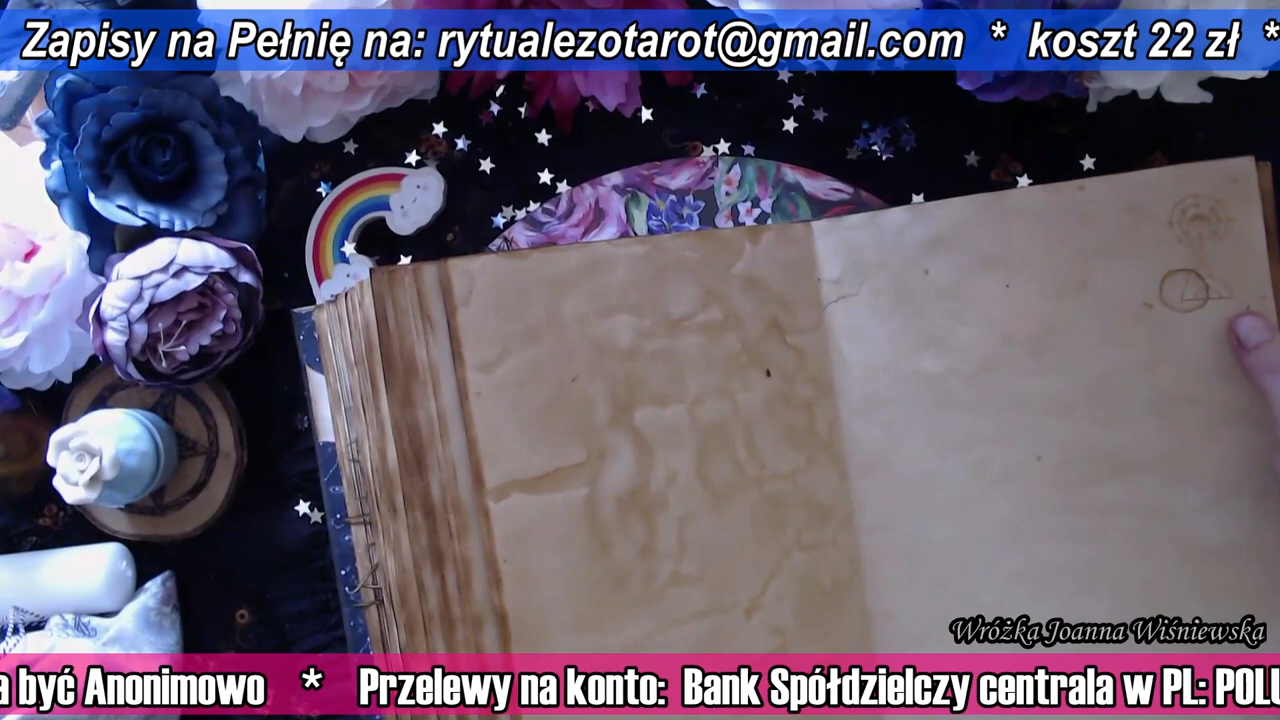 Zapisy na Pełnię na: rytualezotarot@gmail.com * koszt 22 zł *
Wróżka Joanna Wiśniewska
a być Anonimowo * Przelewy na konto: Bank Spółdzielczy centrala w PL: POLU